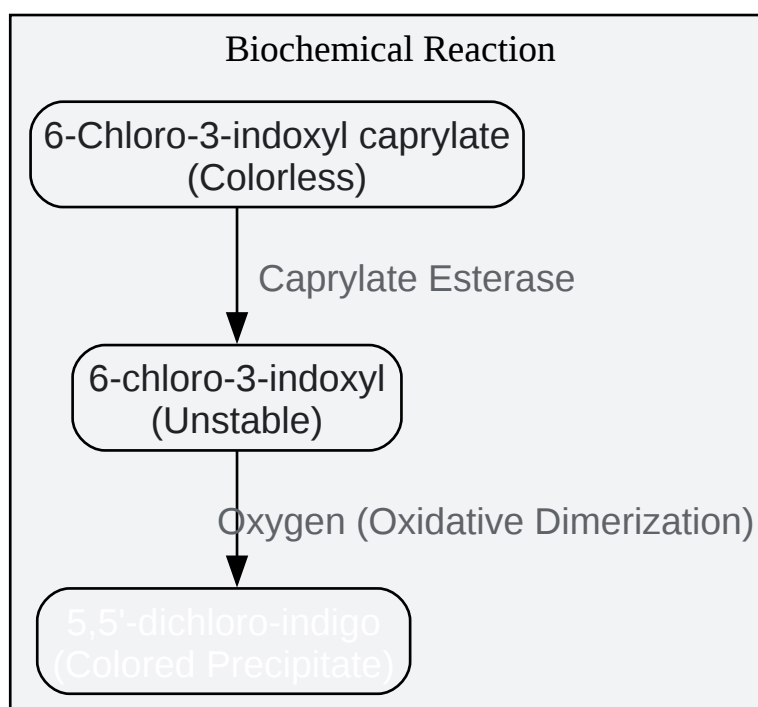 Biochemical Reaction
6-Chloro-3-indoxyl caprylate
(Colorless)
Caprylate Esterase
6-chloro-3-indoxyl
(Unstable)
Oxygen (Oxidative Dimerization)
5,5'-dichloro-indigo
(Colored Precipitate)